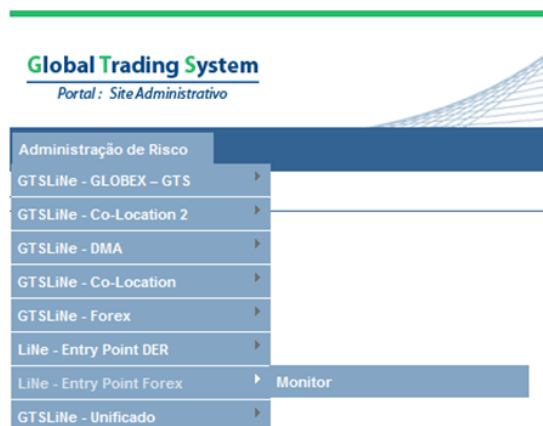 Global Trading System
Portal : Site Administrativo
Administração de Risco
GTSLiNe - GLOBEX – GTS
GTSLiNe - Co-Location 2
GTSLiNe - DMA
GTSLiNe - Co-Location
GTSLiNe - Forex
LiNe - Entry Point DER
LiNe - Entry Point Forex
Monitor
GTSLiNe - Unificado